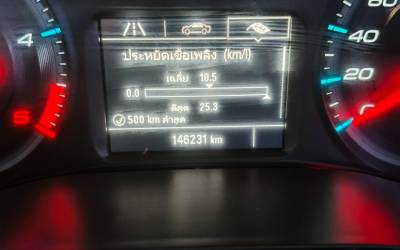 ประหยัดเชื้อเพลิง (km/l)
เฉลี่ย 10.5
0.0
ดีสุด 25.3
500 km ล่าสุด
146231 km
4
5
60
40
20
0